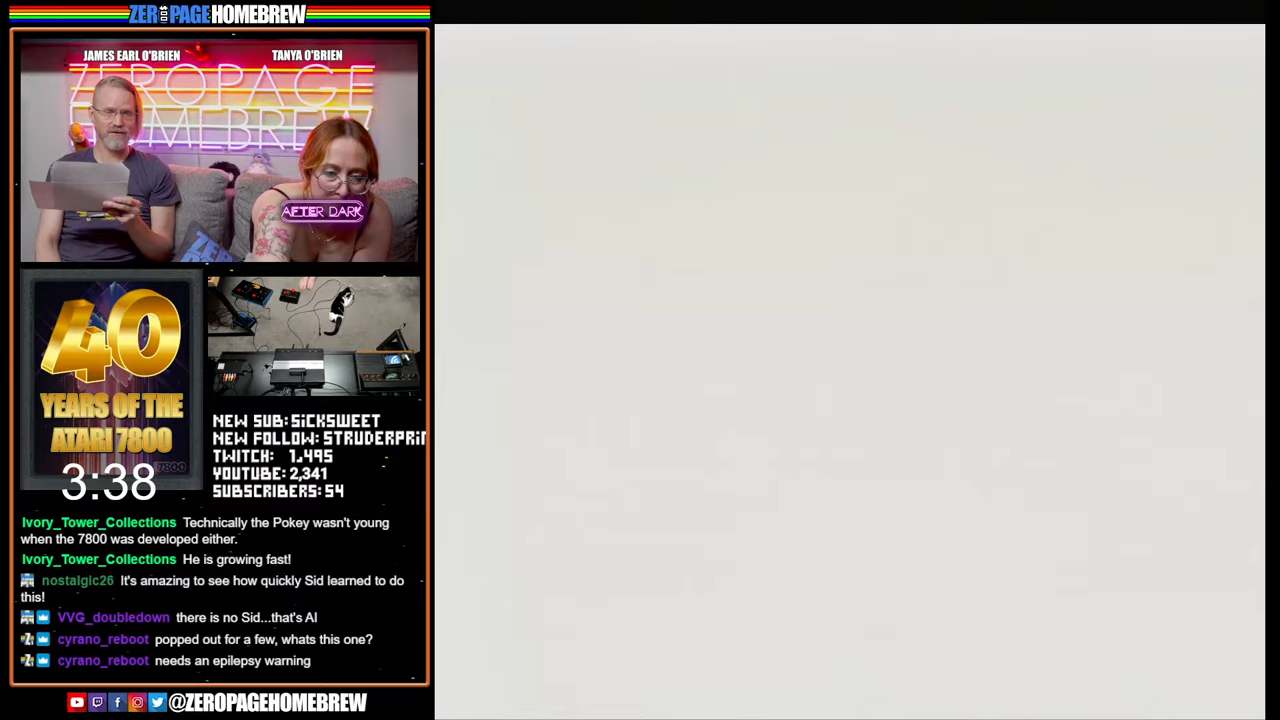 ZEROPAGE HOMEBREW
JAMES EARL O'BRIEN
TANYA O'BRIEN
ZEROPAGE
HOMEBREW
AFTER DARK
40
YEARS OF THE
ATARI 7800
7800
3:38
NEW SUB: SICKSWEET
NEW FOLLOW: STRUDERPRIN
TWITCH: 1,495
YOUTUBE: 2,341
SUBSCRIBERS: 54
Ivory_Tower_Collections Technically the Pokey wasn't young
when the 7800 was developed either.
Ivory_Tower_Collections He is growing fast!
nostalgic26 It's amazing to see how quickly Sid learned to do
this!
VVG_doubledown there is no Sid...that's AI
cyrano_reboot popped out for a few, whats this one?
cyrano_reboot needs an epilepsy warning
@ZEROPAGEHOMEBREW